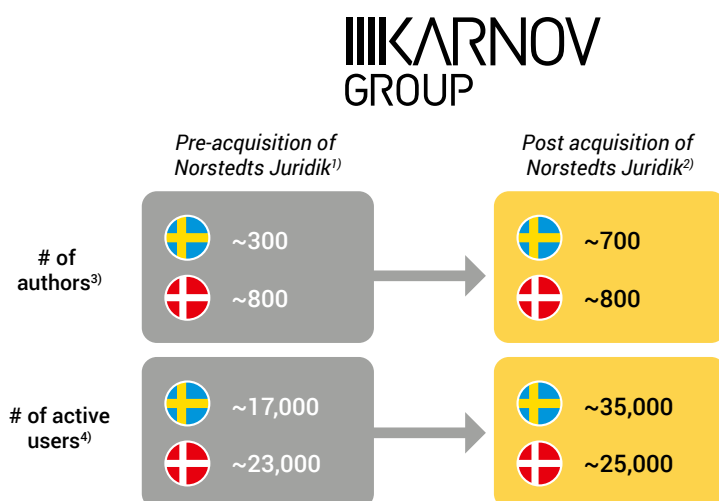 KARNOV
GROUP
Pre-acquisition of
Norstedts Juridik1)
Post acquisition of
Norstedts Juridik2)
# of
authors3)
~300
~800
~700
~800
# of active
users4)
~17,000
~23,000
~35,000
~25,000